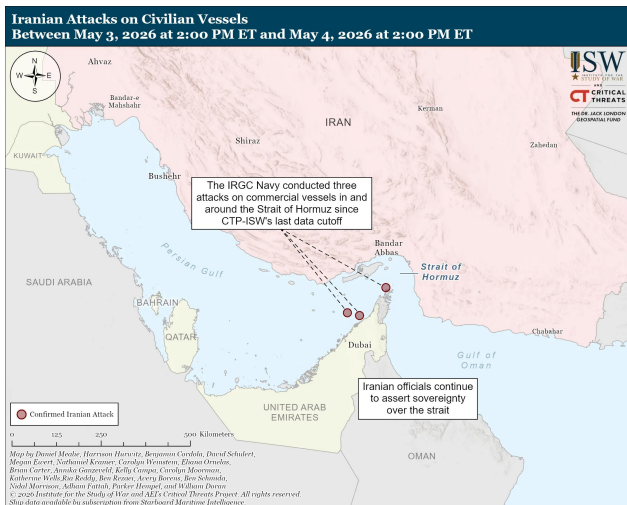 Iranian Attacks on Civilian Vessels
Between May 3, 2026 at 2:00 PM ET and May 4, 2026 at 2:00 PM ET
N
W E
S
ISW
INSTITUTE FOR THE
STUDY OF WAR
AND
CT CRITICAL
THREATS
THE DR. JACK LONDON
GEOSPATIAL FUND
Ahvaz
Bandar-e
Mahshahr
IRAN
Kerman
Shiraz
Zahedan
KUWAIT
Bushehr
The IRGC Navy conducted three
attacks on commercial vessels in and
around the Strait of Hormuz since
CTP-ISW's last data cutoff
Bandar
Abbas
Strait of
Hormuz
Persian Gulf
SAUDI ARABIA
BAHRAIN
QATAR
Chabahar
Dubai
Gulf of
Oman
Iranian officials continue
to assert sovereignty
over the strait
UNITED ARAB
EMIRATES
Confirmed Iranian Attack
0 125 250 500 Kilometers
OMAN
Map by Daniel Mealie, Harrison Hurwitz, Benjamin Cordola, David Schulert,
Megan Ewert, Nathaniel Kramer, Carolyn Weinstein, Eliana Ornelas,
Brian Carter, Annika Ganzeveld, Kelly Campa, Carolyn Moorman,
Katherine Wells,Ria Reddy, Ben Rezaei, Avery Borens, Ben Schmida,
Nidal Morrison, Adham Fattah, Parker Hempel, and William Doran
© 2026 Institute for the Study of War and AEI's Critical Threats Project. All rights reserved.
Ship data available by subscription from Starboard Maritime Intelligence.